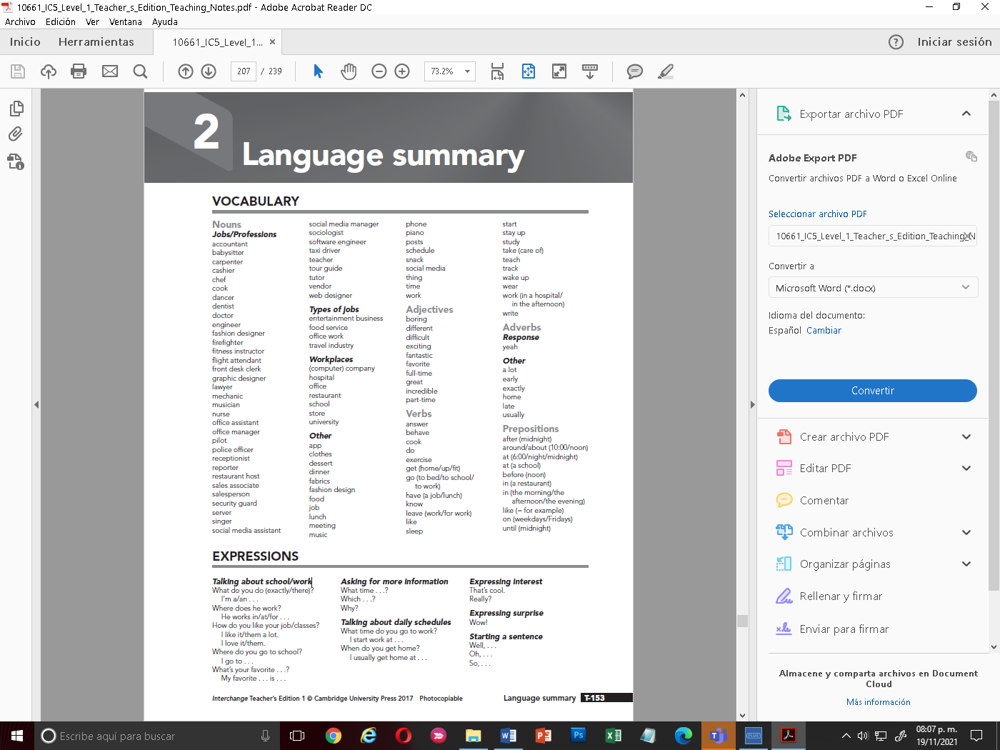 10661_IC5_Level_1_Teacher_s_Edition_Teaching_Notes.pdf - Adobe Acrobat Reader DC
Archivo Edición Ver Ventana Ayuda
Inicio Herramientas 10661_IC5_Level_1... × Iniciar sesión
207 / 239 73.2%
2
Language summary
VOCABULARY
Nouns
Jobs/Professions
accountant
babysitter
carpenter
cashier
chef
cook
dancer
dentist
doctor
engineer
fashion designer
firefighter
fitness instructor
flight attendant
front desk clerk
graphic designer
lawyer
mechanic
musician
nurse
office assistant
office manager
pilot
police officer
receptionist
reporter
restaurant host
sales associate
salesperson
security guard
server
singer
social media assistant
social media manager
sociologist
software engineer
taxi driver
teacher
tour guide
tutor
vendor
web designer
Types of jobs
entertainment business
food service
office work
travel industry
Workplaces
(computer) company
hospital
office
restaurant
school
store
university
Other
app
clothes
dessert
dinner
fabrics
fashion design
food
job
lunch
meeting
music
phone
piano
posts
schedule
snack
social media
thing
time
work
Adjectives
boring
different
difficult
exciting
fantastic
favorite
full-time
great
incredible
part-time
Verbs
answer
behave
cook
do
exercise
get (home/up/fit)
go (to bed/to school/
to work)
have (a job/lunch)
know
leave (work/for work)
like
sleep
start
stay up
study
take (care of)
teach
track
wake up
wear
work (in a hospital/
in the afternoon)
write
Adverbs
Response
yeah
Other
a lot
early
exactly
home
late
usually
Prepositions
after (midnight)
around/about (10:00/noon)
at (6:00/night/midnight)
at (a school)
before (noon)
in (a restaurant)
in (the morning/the
afternoon/the evening)
like (= for example)
on (weekdays/Fridays)
until (midnight)
EXPRESSIONS
Talking about school/work
What do you do (exactly/there)?
I'm a/an . . .
Where does he work?
He works in/at/for . . .
How do you like your job/classes?
I like it/them a lot.
I love it/them.
Where do you go to school?
I go to . . .
What's your favorite . . .?
My favorite . . . is . . .
Asking for more information
What time . . .?
Which . . .?
Why?
Talking about daily schedules
What time do you go to work?
I start work at . . .
When do you get home?
I usually get home at . . .
Expressing interest
That's cool.
Really?
Expressing surprise
Wow!
Starting a sentence
Well, . . .
Oh, . . .
So, . . .
Interchange Teacher's Edition 1 © Cambridge University Press 2017 Photocopiable Language summary T-153
Exportar archivo PDF
Adobe Export PDF
Convertir archivos PDF a Word o Excel Online
Seleccionar archivo PDF
10661_IC5_Level_1_Teacher_s_Edition_Teaching_N
Convertir a
Microsoft Word (*.docx)
Idioma del documento:
Español Cambiar
Convertir
Crear archivo PDF
Editar PDF
Comentar
Combinar archivos
Organizar páginas
Rellenar y firmar
Enviar para firmar
Almacene y comparta archivos en Document
Cloud
Más información
Escribe aquí para buscar
08:07 p. m.
19/11/2021